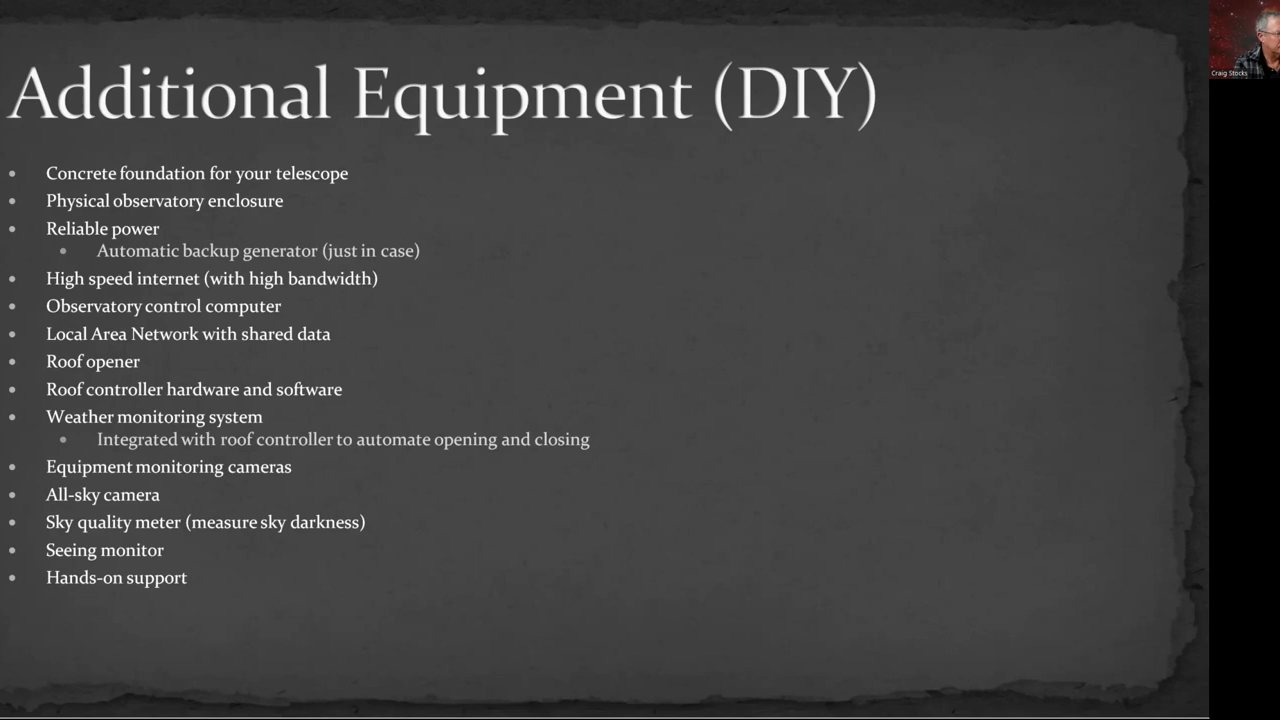 Additional Equipment (DIY)
Concrete foundation for your telescope
Physical observatory enclosure
Reliable power
Automatic backup generator (just in case)
High speed internet (with high bandwidth)
Observatory control computer
Local Area Network with shared data
Roof opener
Roof controller hardware and software
Weather monitoring system
Integrated with roof controller to automate opening and closing
Equipment monitoring cameras
All-sky camera
Sky quality meter (measure sky darkness)
Seeing monitor
Hands-on support
Craig Stocks